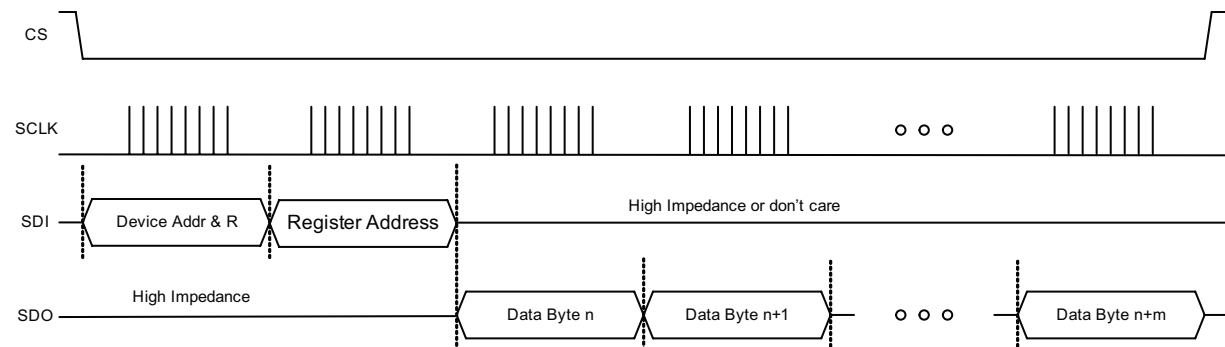 CS
SCLK
SDI
Device Addr & R
Register Address
High Impedance or don’t care
SDO
High Impedance
Data Byte n
Data Byte n+1
Data Byte n+m